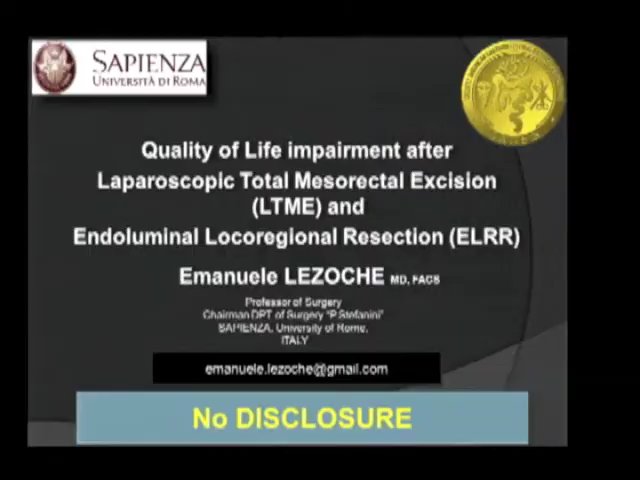 SAPIENZA
UNIVERSITÀ DI ROMA
Quality of Life impairment after
Laparoscopic Total Mesorectal Excision
(LTME) and
Endoluminal Locoregional Resection (ELRR)
Emanuele LEZOCHE MD, FACS
Professor of Surgery
Chairman DPT of Surgery "P.Stefanini"
SAPIENZA, University of Rome,
ITALY
emanuele.lezoche@gmail.com
No DISCLOSURE